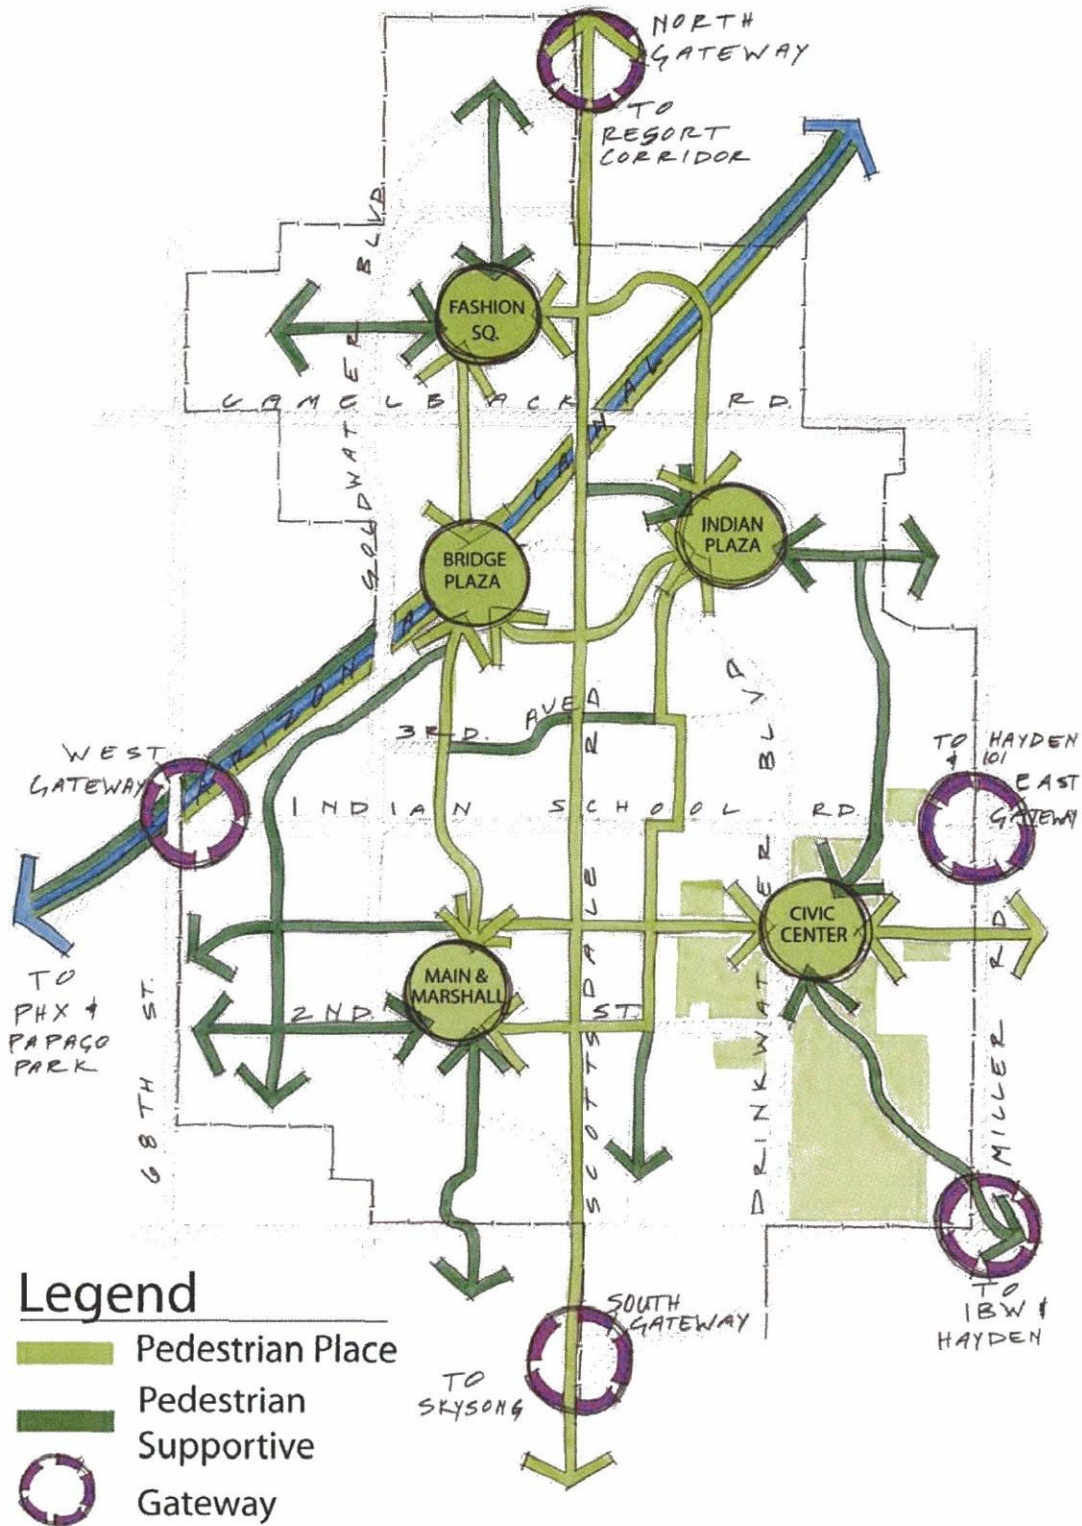 NORTH
GATEWAY
TO
RESORT
CORRIDOR
GOLDWATER BLVD
FASHION
SQ.
CAMELBACK RD.
ARIZONA CANAL
INDIAN
PLAZA
BRIDGE
PLAZA
3RD. AVE
WEST
GATEWAY
TO HAYDEN
& 101
EAST
GATEWAY
INDIAN SCHOOL RD.
CIVIC
CENTER
MAIN &
MARSHALL
2ND. ST.
TO
PHX &
PAPAGO
PARK
68TH ST.
SCOTTSDALE RD
DRINKWATER BLVD
MILLER RD.
TO
IBW &
HAYDEN
SOUTH
GATEWAY
TO
SKYSONG
Legend
Pedestrian Place
Pedestrian
Supportive
Gateway